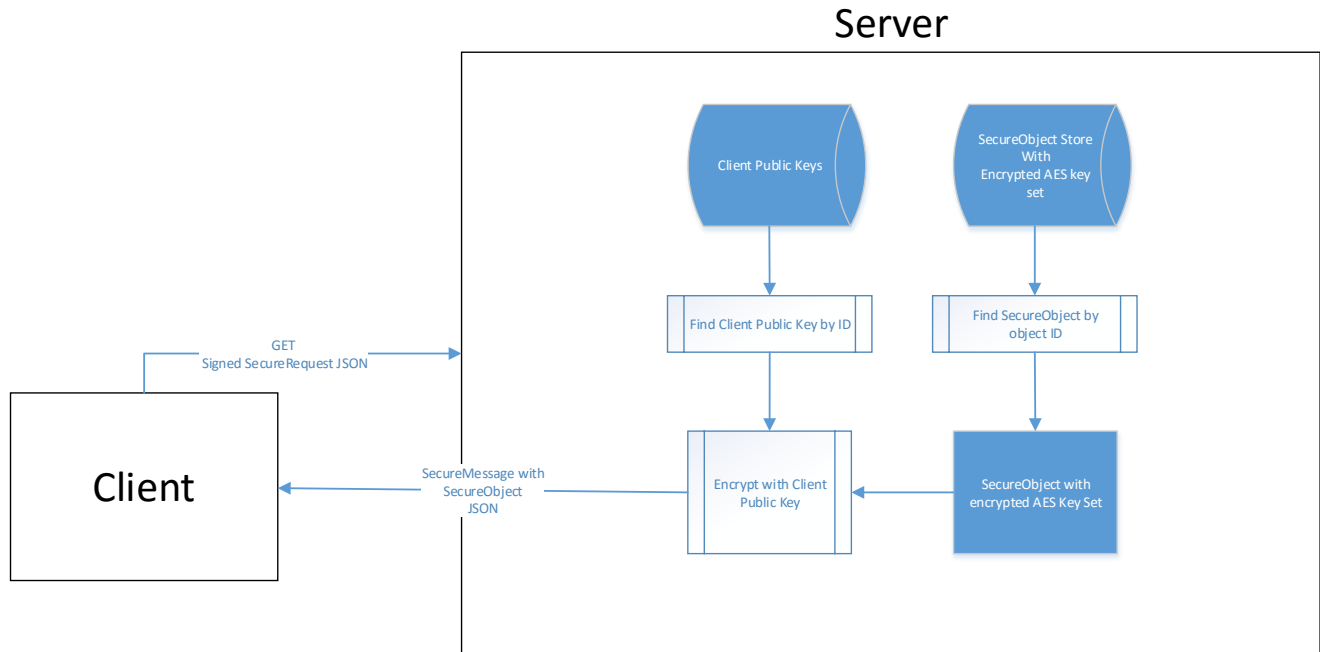 Server
Client Public Keys
SecureObject Store
With
Encrypted AES key
set
Find Client Public Key by ID
Find SecureObject by
object ID
GET
Signed SecureRequest JSON
Client
SecureMessage with
SecureObject
JSON
Encrypt with Client
Public Key
SecureObject with
encrypted AES Key Set